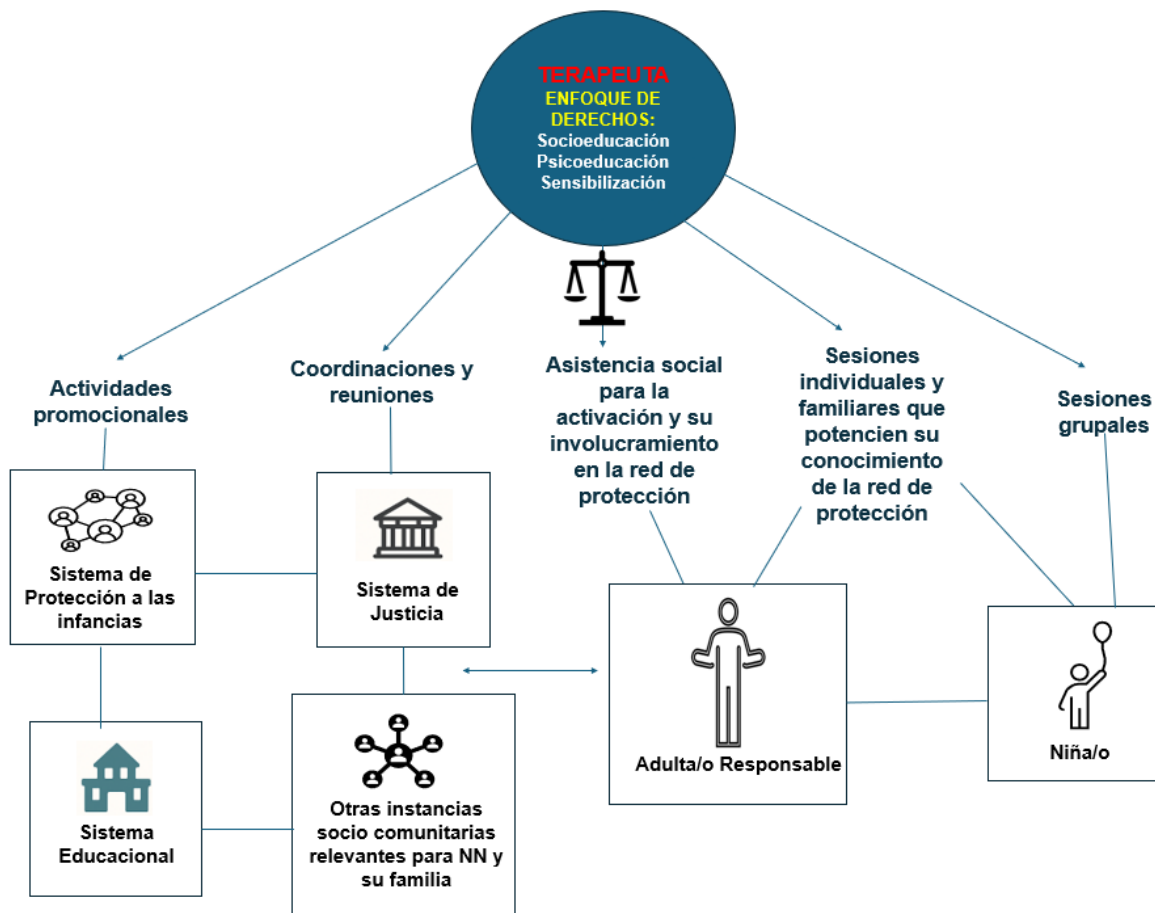 TERAPEUTA
ENFOQUE DE
DERECHOS:
Socioeducación
Psicoeducación
Sensibilización
Actividades
promocionales
Coordinaciones y
reuniones
Asistencia social
para la
activación y su
involucramiento
en la red de
protección
Sesiones
individuales y
familiares que
potencien su
conocimiento
de la red de
protección
Sesiones
grupales
Sistema de
Protección a las
infancias
Sistema de
Justicia
Adulta/o Responsable
Niña/o
Sistema
Educacional
Otras instancias
socio comunitarias
relevantes para NN y
su familia